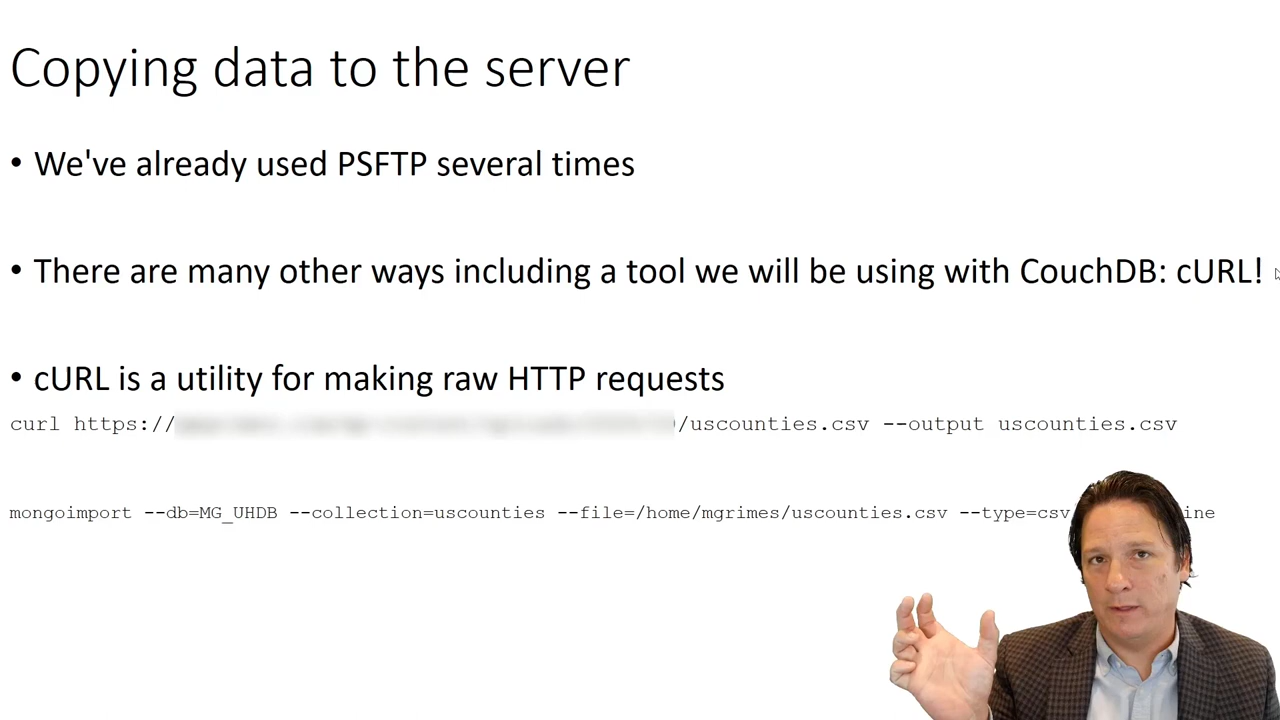 Copying data to the server
• We've already used PSFTP several times
• There are many other ways including a tool we will be using with CouchDB: cURL!
• cURL is a utility for making raw HTTP requests
curl https:// /uscounties.csv --output uscounties.csv
mongoimport --db=MG_UHDB --collection=uscounties --file=/home/mgrimes/uscounties.csv --type=csv